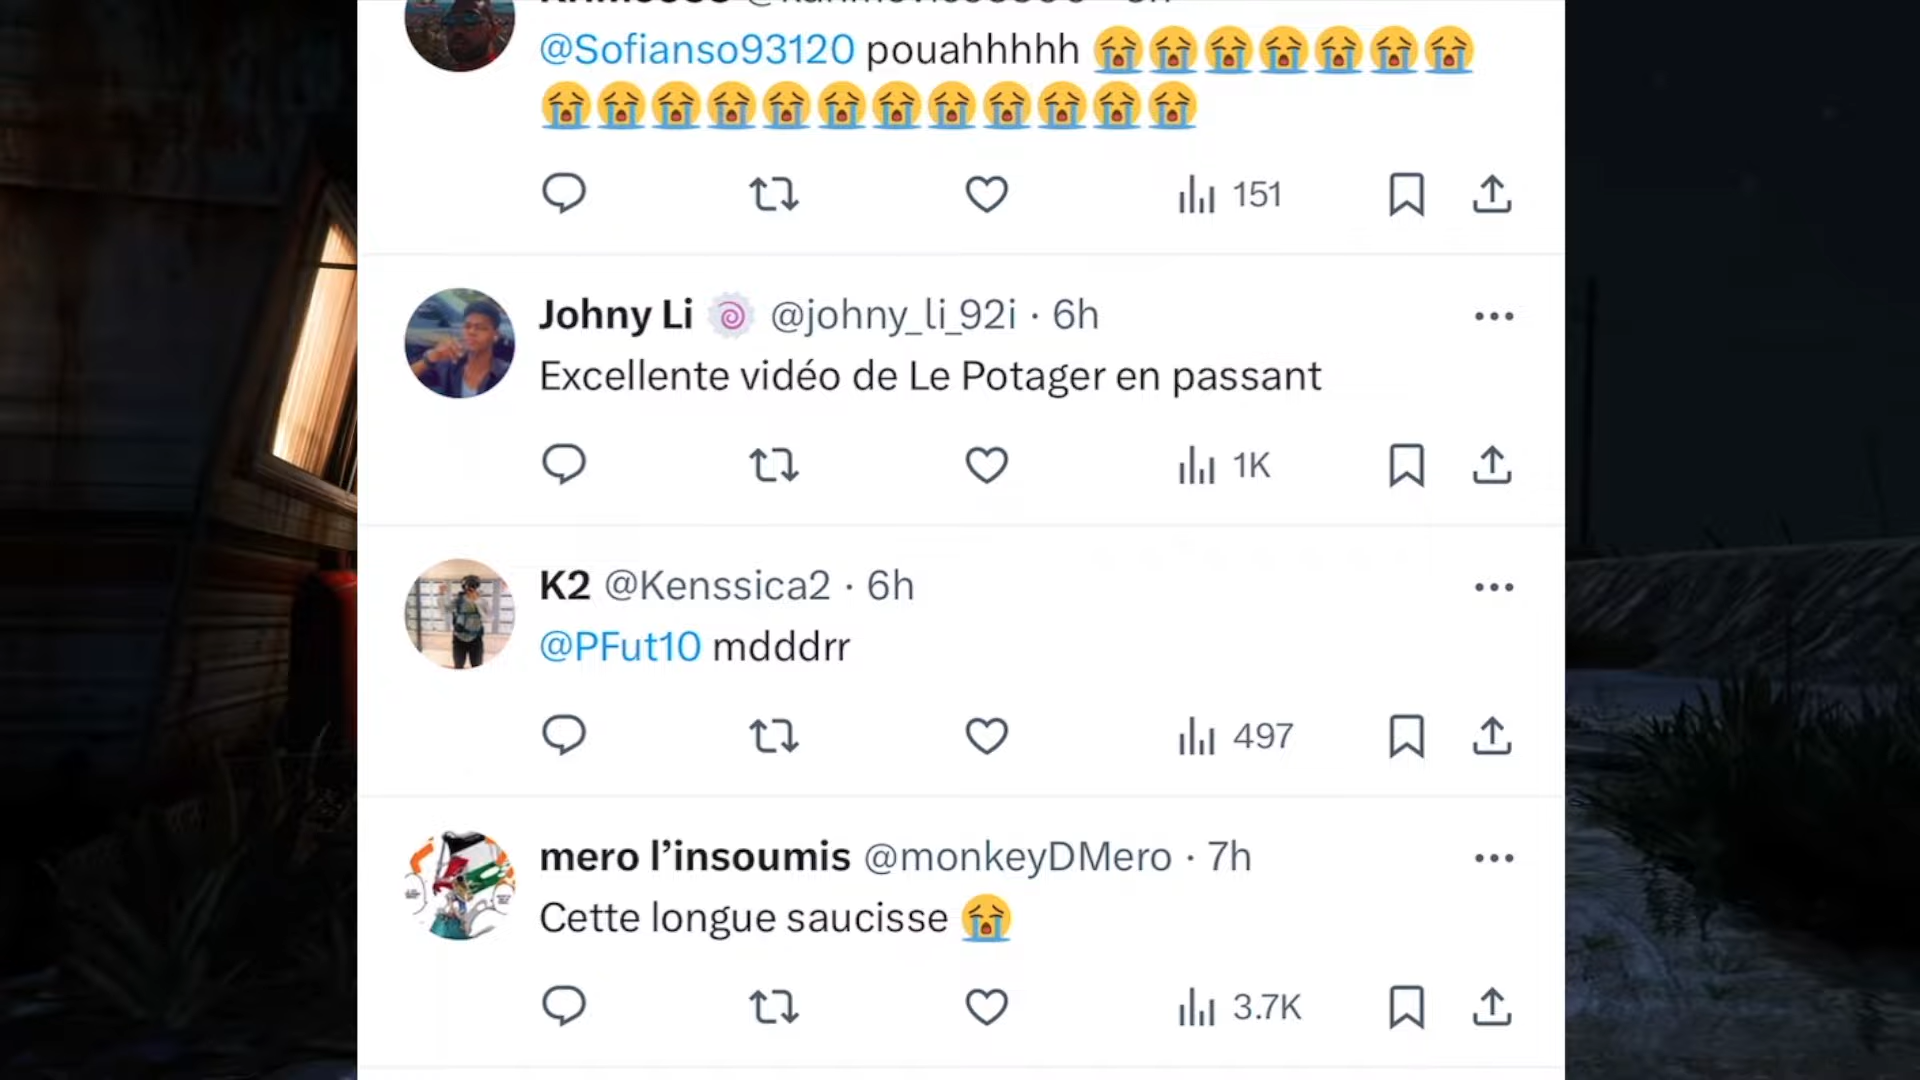 @Sofianso93120 pouahhhhh 😭😭😭😭😭😭😭
😭😭😭😭😭😭😭😭😭😭😭😭
151
Johny Li 🍥 @johny_li_92i · 6h
Excellente vidéo de Le Potager en passant
1K
K2 @Kenssica2 · 6h
@PFut10 mdddrr
497
mero l’insoumis @monkeyDMero · 7h
Cette longue saucisse 😭
3.7K